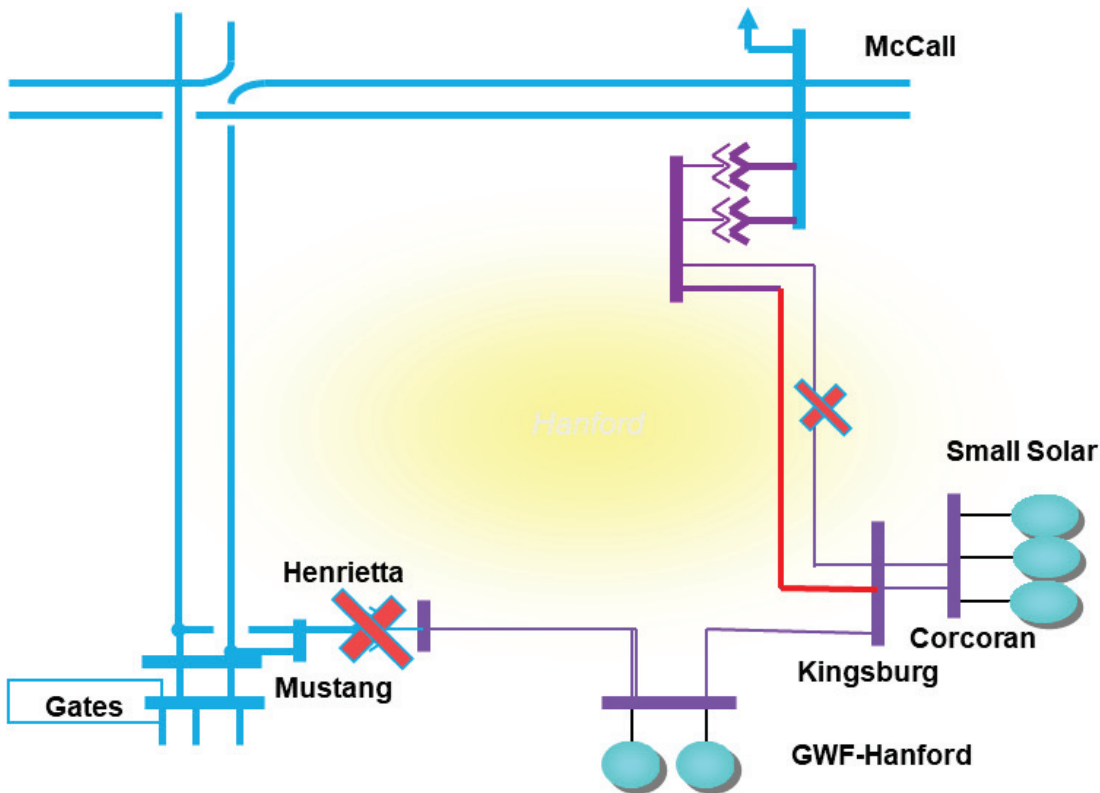 McCall
Hanford
Small Solar
Henrietta
Corcoran
Kingsburg
Mustang
Gates
GWF-Hanford